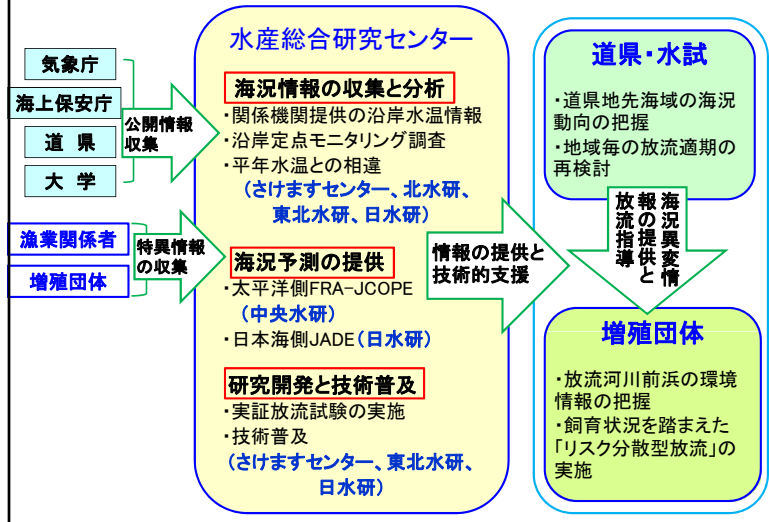 気象庁
海上保安庁
道 県
大 学
漁業関係者
増殖団体
公開情報
収集
特異情報
の収集
水産総合研究センター
海況情報の収集と分析
・関係機関提供の沿岸水温情報
・沿岸定点モニタリング調査
・平年水温との相違
(さけますセンター、北水研、
東北水研、日水研)
海況予測の提供
・太平洋側FRA-JCOPE
(中央水研)
・日本海側JADE(日水研)
研究開発と技術普及
・実証放流試験の実施
・技術普及
(さけますセンター、東北水研、
日水研)
情報の提供と
技術的支援
道県・水試
・道県地先海域の海況
動向の把握
・地域毎の放流適期の
再検討
海況異変情
報の提供と
放流指導
増殖団体
・放流河川前浜の環境
情報の把握
・飼育状況を踏まえた
「リスク分散型放流」の
実施